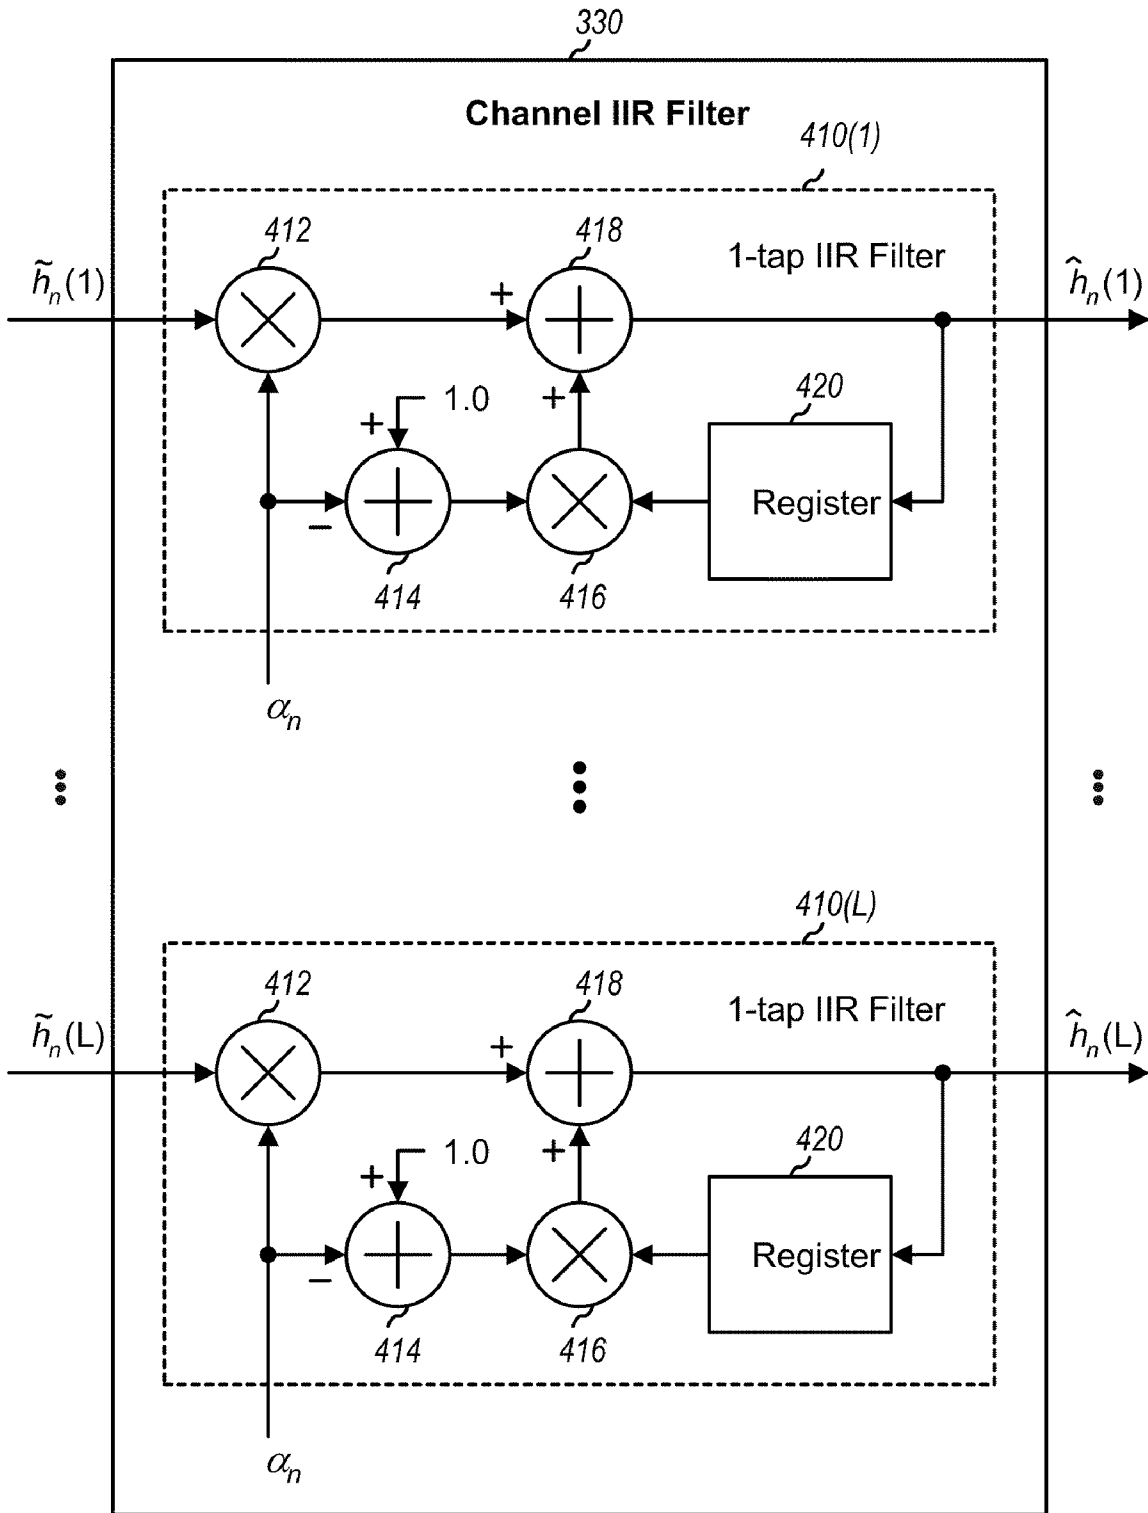 330
Channel IIR Filter
410(1)
412
418
1-tap IIR Filter
h̃ₙ(1)
ĥₙ(1)
+
+
1.0
+
420
Register
−
414
416
αₙ
410(L)
412
418
1-tap IIR Filter
h̃ₙ(L)
ĥₙ(L)
+
+
1.0
+
420
Register
−
414
416
αₙ